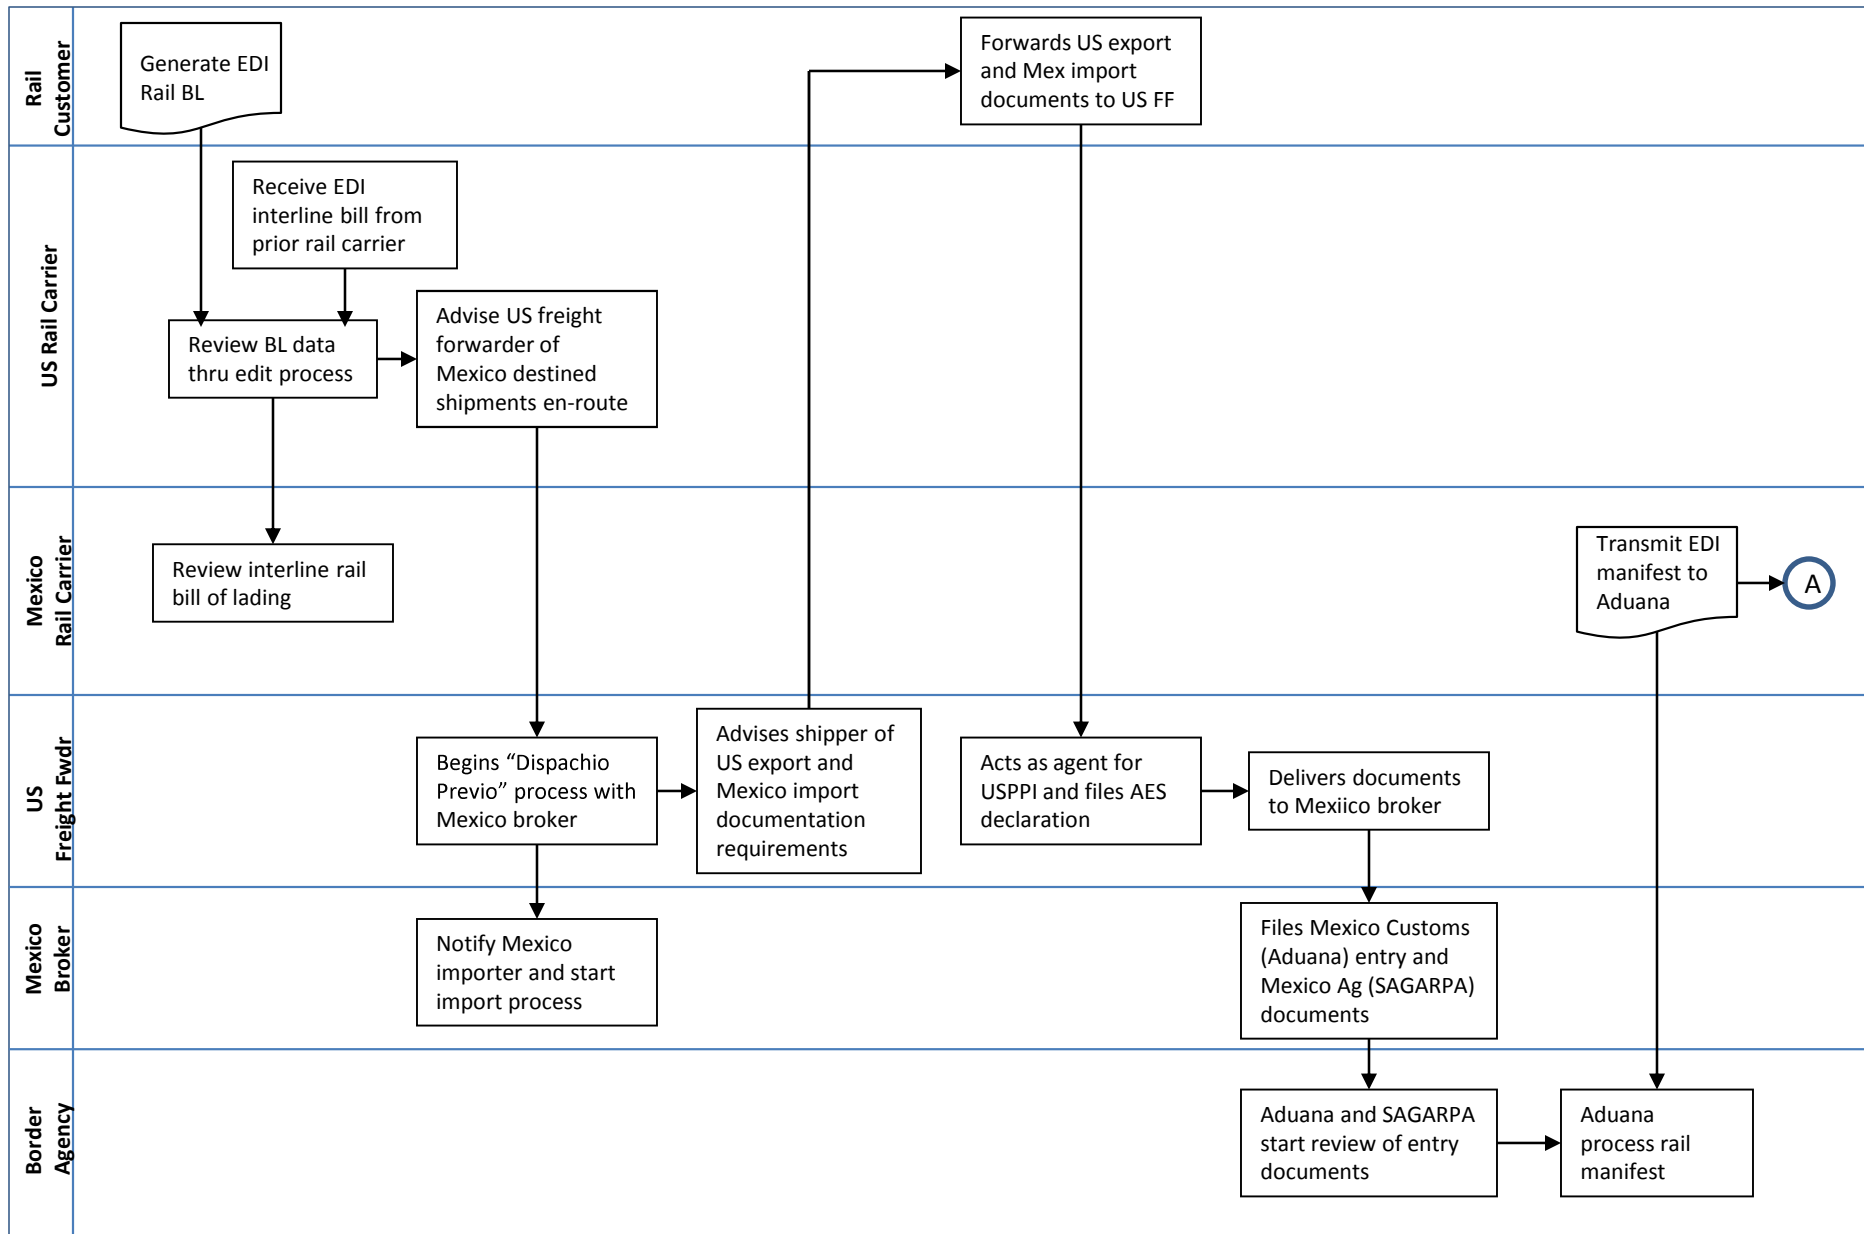 Rail
Customer
Generate EDI
Rail BL
Forwards US export
and Mex import
documents to US FF
US Rail Carrier
Receive EDI
interline bill from
prior rail carrier
Review BL data
thru edit process
Advise US freight
forwarder of
Mexico destined
shipments en-route
Mexico
Rail Carrier
Review interline rail
bill of lading
Transmit EDI
manifest to
Aduana
A
US
Freight Fwdr
Begins “Dispachio
Previo” process with
Mexico broker
Advises shipper of
US export and
Mexico import
documentation
requirements
Acts as agent for
USPPI and files AES
declaration
Delivers documents
to Mexiico broker
Mexico
Broker
Notify Mexico
importer and start
import process
Files Mexico Customs
(Aduana) entry and
Mexico Ag (SAGARPA)
documents
Border
Agency
Aduana and SAGARPA
start review of entry
documents
Aduana
process rail
manifest